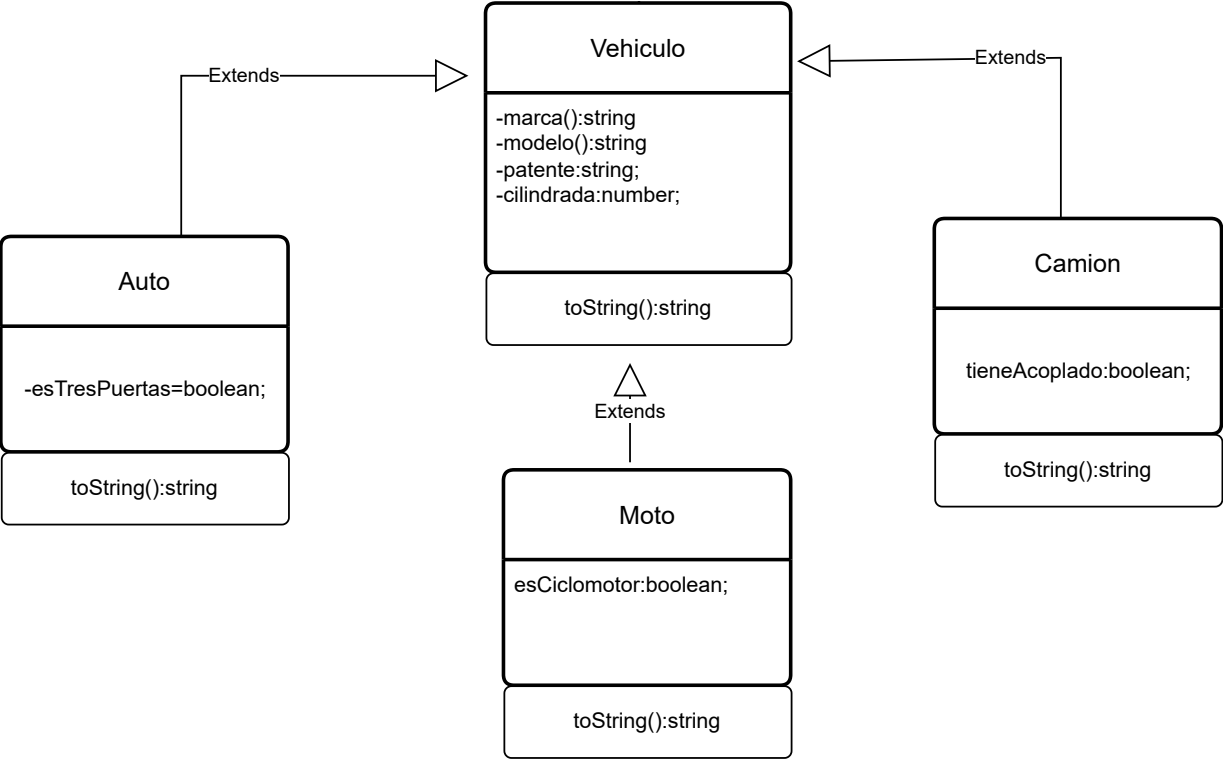 Vehiculo
-marca():string
-modelo():string
-patente:string;
-cilindrada:number;
toString():string
Extends
Extends
Auto
-esTresPuertas=boolean;
toString():string
Camion
tieneAcoplado:boolean;
toString():string
Extends
Moto
esCiclomotor:boolean;
toString():string